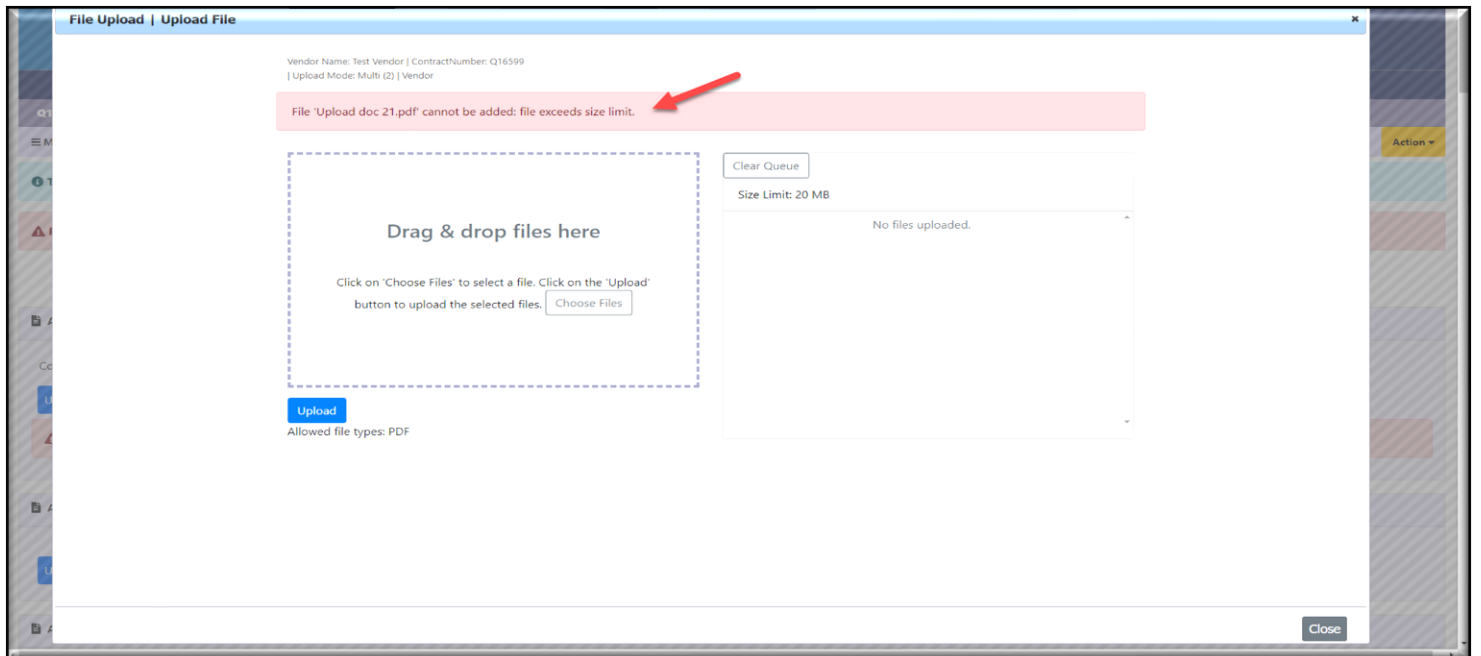 File Upload | Upload File
×
Vendor Name: Test Vendor | ContractNumber: Q16599
| Upload Mode: Multi (2) | Vendor
File 'Upload doc 21.pdf' cannot be added: file exceeds size limit.
Action
Clear Queue
Size Limit: 20 MB
No files uploaded.
Drag & drop files here
Click on 'Choose Files' to select a file. Click on the 'Upload'
button to upload the selected files. Choose Files
Upload
Allowed file types: PDF
Close